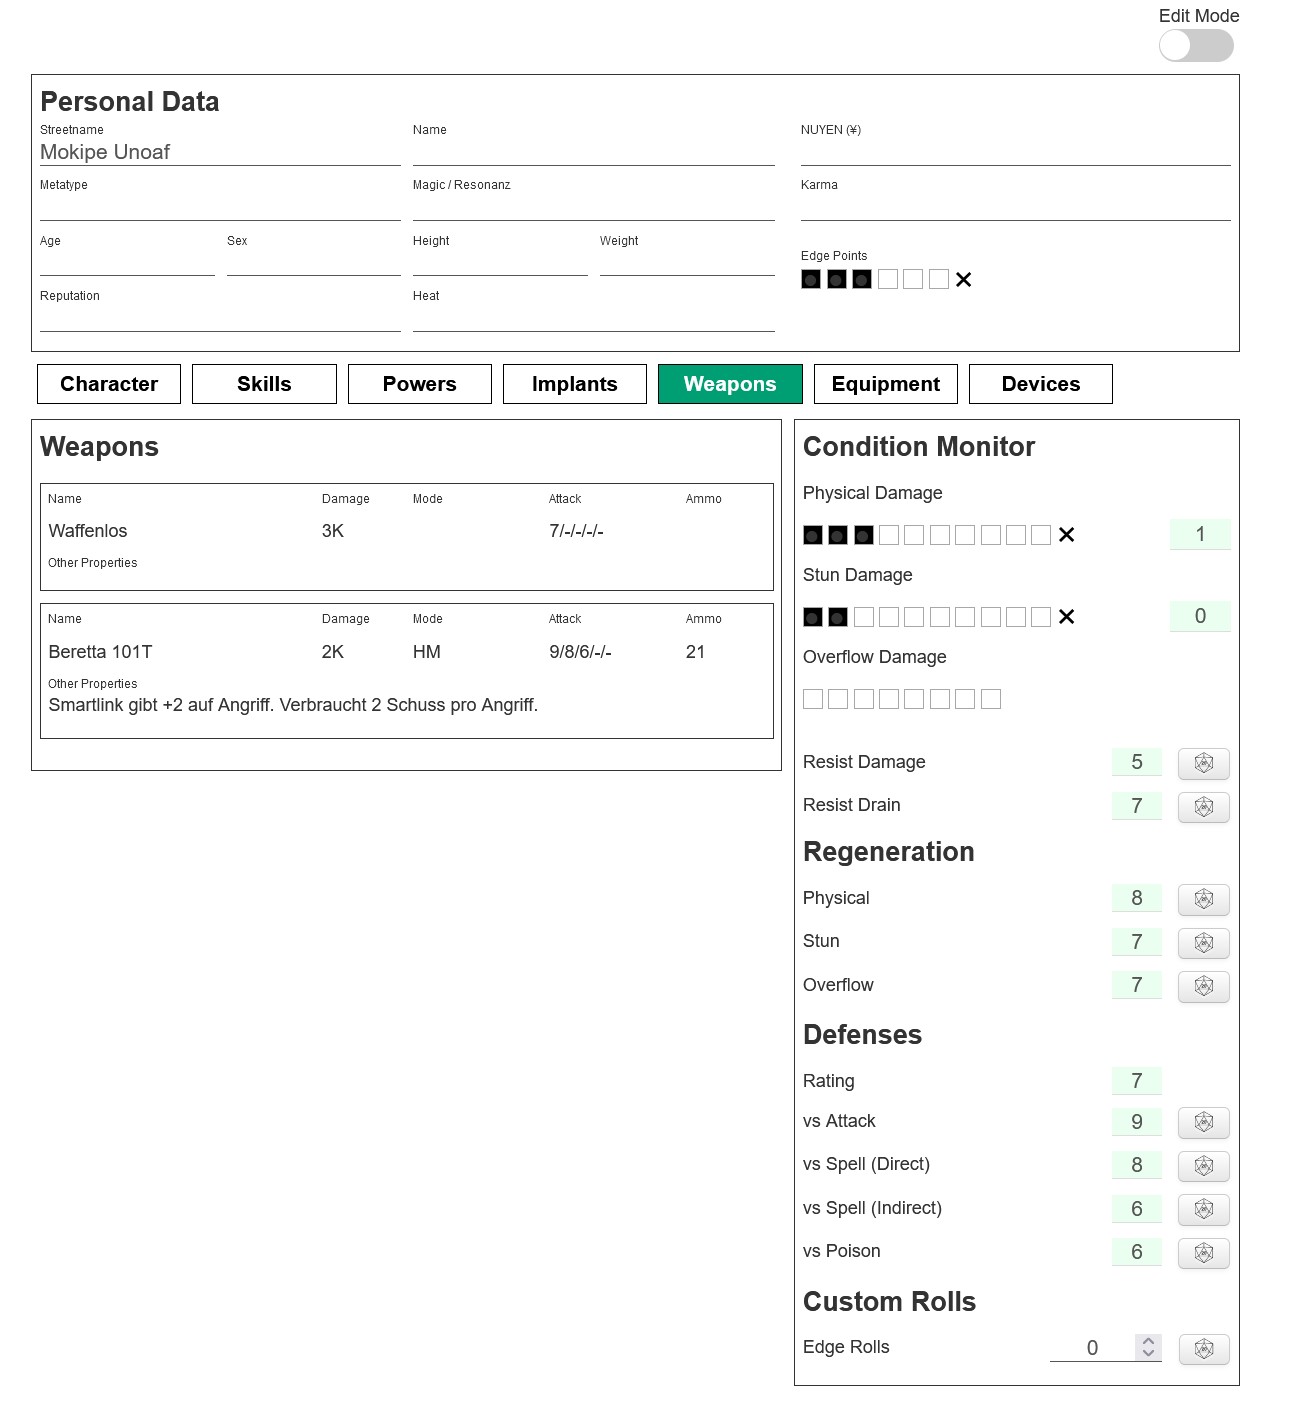 Edit Mode
Personal Data
Streetname Name NUYEN (¥)
Mokipe Unoaf
Metatype Magic / Resonanz Karma
Age Sex Height Weight
Edge Points
Reputation Heat
Character Skills Powers Implants Weapons Equipment Devices
Weapons
Name Damage Mode Attack Ammo
Waffenlos 3K 7/-/-/-/-
Other Properties
Name Damage Mode Attack Ammo
Beretta 101T 2K HM 9/8/6/-/- 21
Other Properties
Smartlink gibt +2 auf Angriff. Verbraucht 2 Schuss pro Angriff.
Condition Monitor
Physical Damage
1
Stun Damage
0
Overflow Damage
Resist Damage 5
Resist Drain 7
Regeneration
Physical 8
Stun 7
Overflow 7
Defenses
Rating 7
vs Attack 9
vs Spell (Direct) 8
vs Spell (Indirect) 6
vs Poison 6
Custom Rolls
Edge Rolls 0